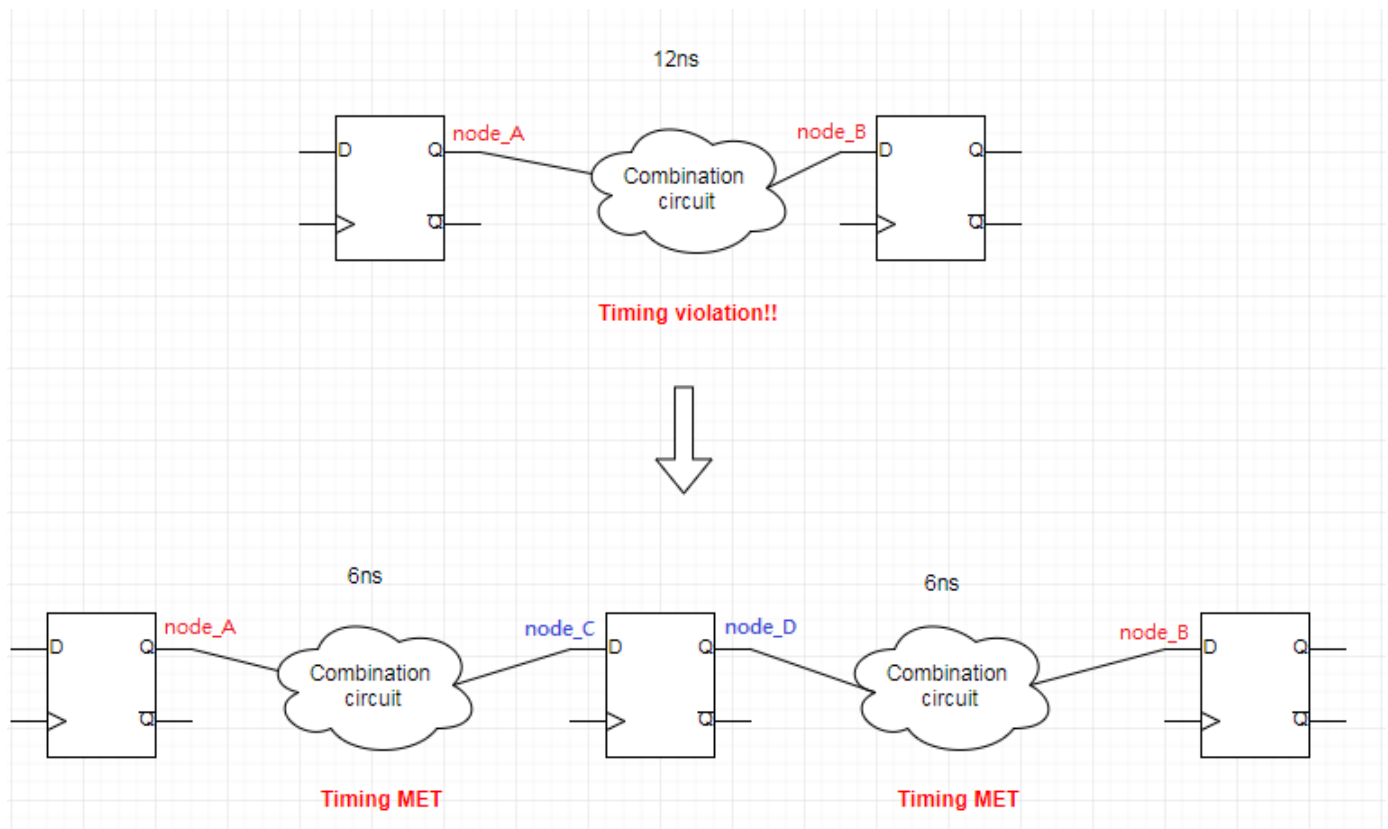 12ns
node_A
node_B
D Q
D Q
Combination
circuit
Q̅
Q̅
Timing violation!!
6ns
6ns
node_A
node_C
node_D
node_B
D Q
D Q
D Q
Combination
circuit
Combination
circuit
Q̅
Q̅
Q̅
Timing MET
Timing MET